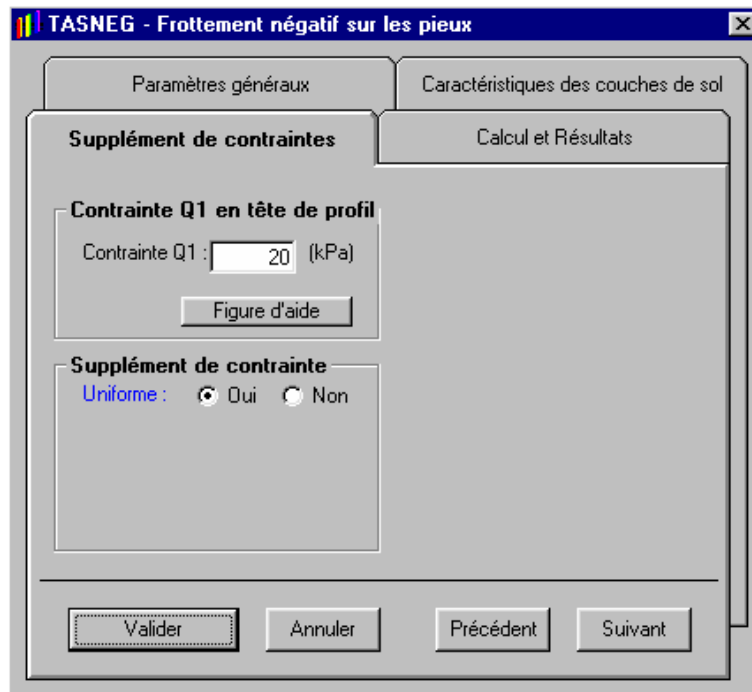 TASNEG - Frottement négatif sur les pieux
Paramètres généraux
Caractéristiques des couches de sol
Supplément de contraintes
Calcul et Résultats
Contrainte Q1 en tête de profil
Contrainte Q1 : 20 (kPa)
Figure d'aide
Supplément de contrainte
Uniforme : Oui Non
Valider Annuler Précédent Suivant